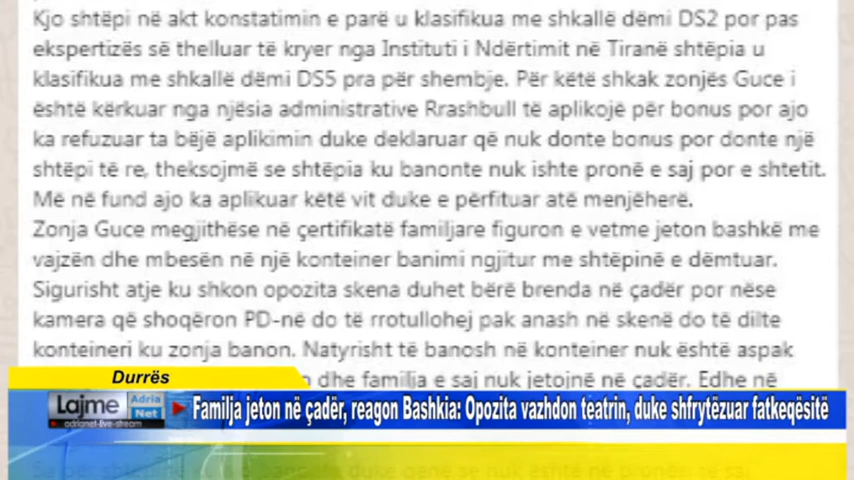 Kjo shtëpi në akt konstatimin e parë u klasifikua me shkallë dëmi DS2 por pas
ekspertizës së thelluar të kryer nga Instituti i Ndërtimit në Tiranë shtëpia u
klasifikua me shkallë dëmi DS5 pra për shembje. Për këtë shkak zonjës Guce i
është kërkuar nga njësia administrative Rrashbull të aplikojë për bonus por ajo
ka refuzuar ta bëjë aplikimin duke deklaruar që nuk donte bonus por donte një
shtëpi të re, theksojmë se shtëpia ku banonte nuk ishte pronë e saj por e shtetit.
Më në fund ajo ka aplikuar këtë vit duke e përfituar atë menjëherë.
Zonja Guce megjithëse në çertifikatë familjare figuron e vetme jeton bashkë me
vajzën dhe mbesën në një konteiner banimi ngjitur me shtëpinë e dëmtuar.
Sigurisht atje ku shkon opozita skena duhet bërë brenda në çadër por nëse
kamera që shoqëron PD-në do të rrotullohej pak anash në skenë do të dilte
konteineri ku zonja banon. Natyrisht të banosh në konteiner nuk është aspak
dhe familja e saj nuk jetojnë në çadër. Edhe në
Durrës
Lajme Adria Net
adrianet-live-stream
Familja jeton në çadër, reagon Bashkia: Opozita vazhdon teatrin, duke shfrytëzuar fatkeqësitë